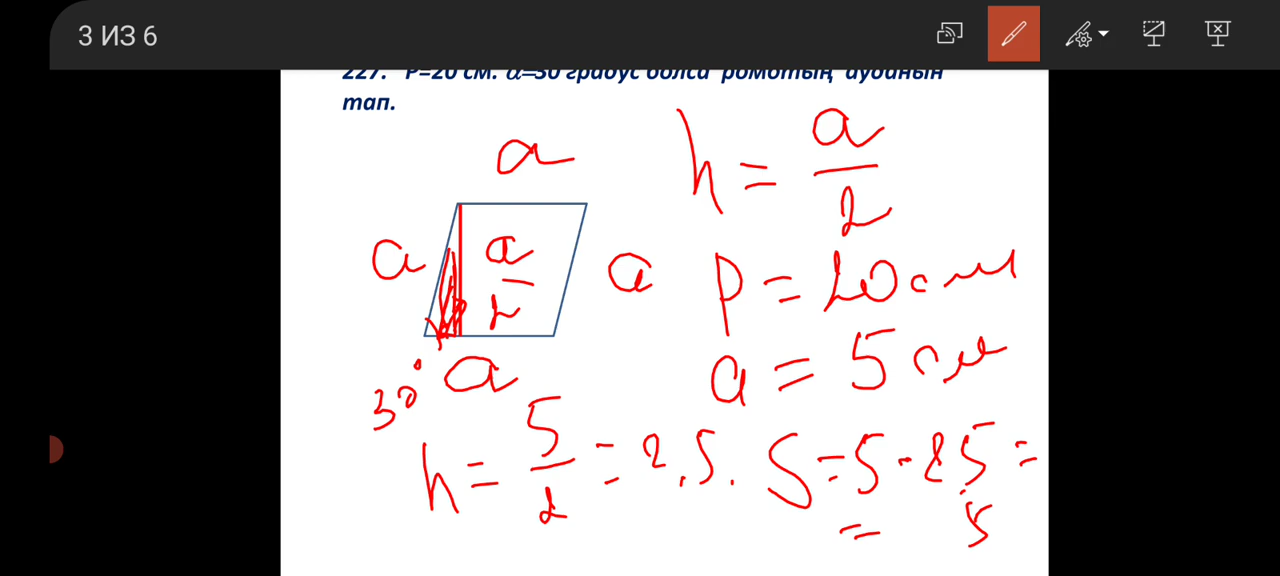 3 ИЗ 6
227. P=20 см. α=30 градус болса ромбтың ауданын
тап.
a
h = a/2
a
a/2
a
P = 20 см
30°
a
a = 5 см
h = 5/2 = 2,5. S = 5 · 2,5 =
=